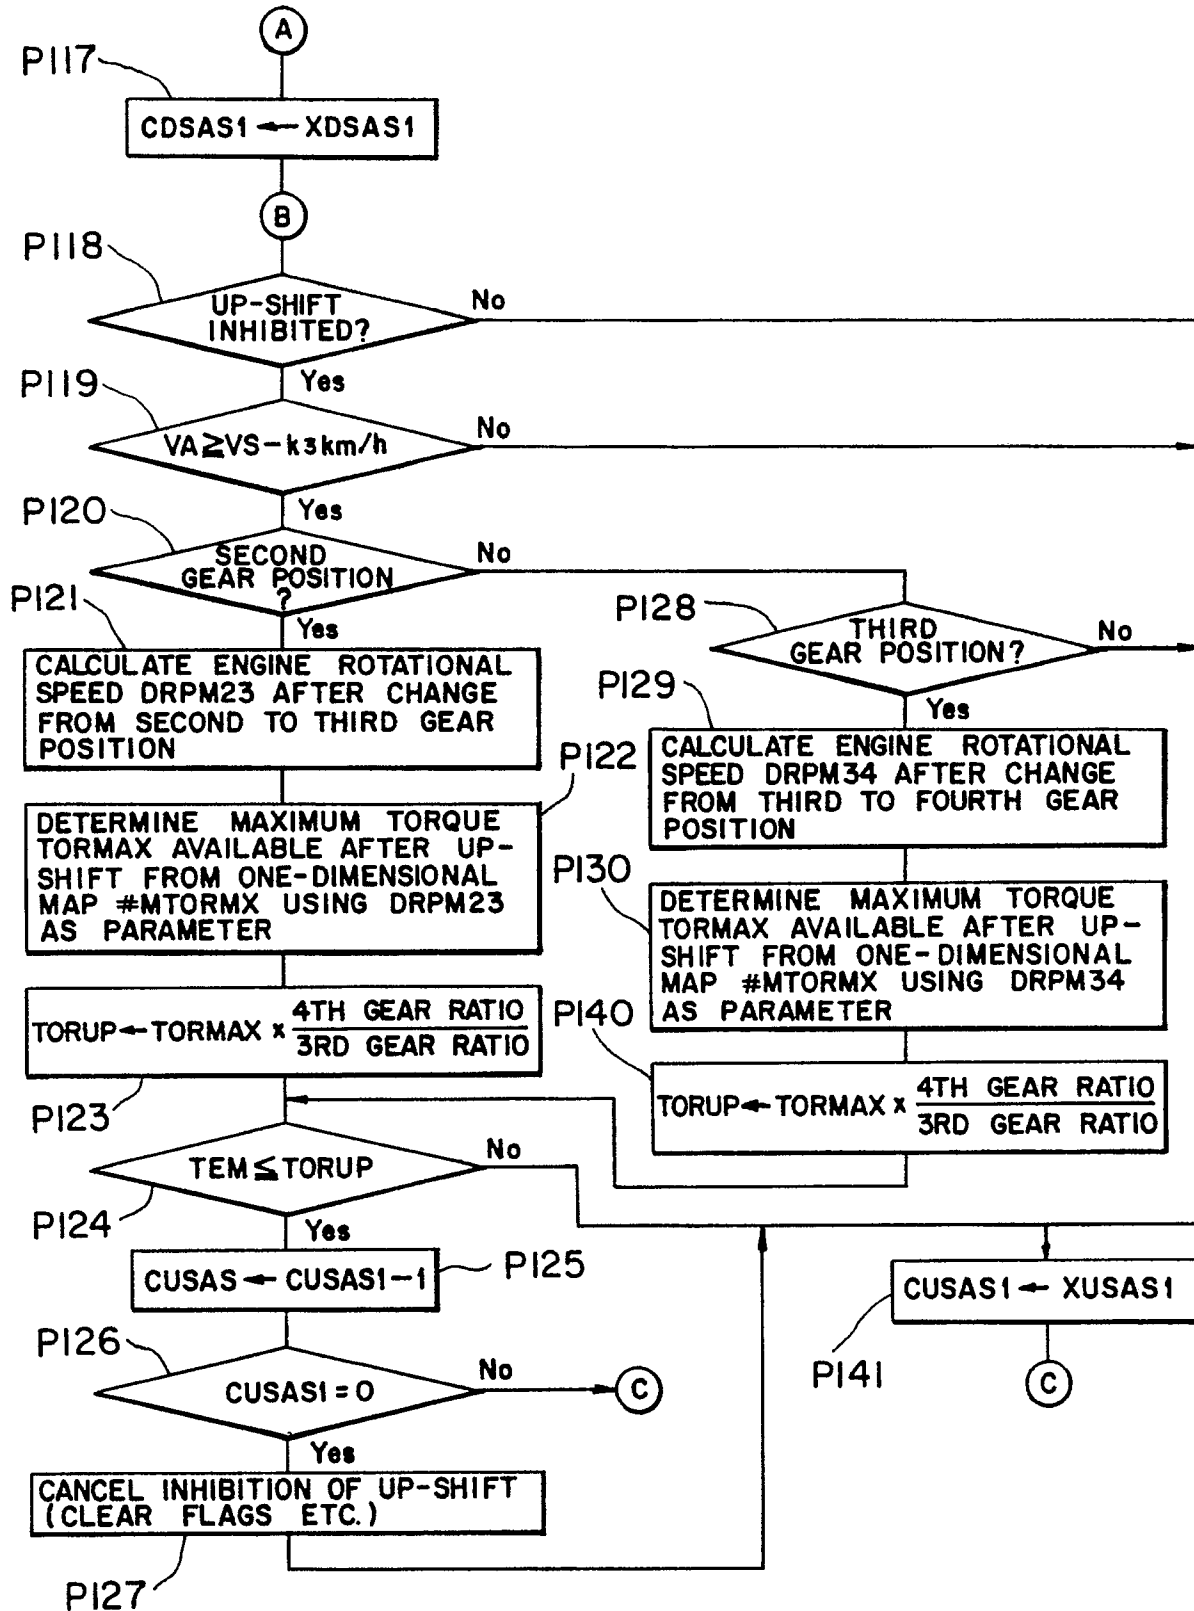 A
P117
CDSAS1 ← XDSAS1
B
P118
UP-SHIFT
INHIBITED?
No
Yes
P119
VA≧VS-k3km/h
No
Yes
P120
SECOND
GEAR POSITION
?
No
Yes
P121
CALCULATE ENGINE ROTATIONAL
SPEED DRPM23 AFTER CHANGE
FROM SECOND TO THIRD GEAR
POSITION
P122
DETERMINE MAXIMUM TORQUE
TORMAX AVAILABLE AFTER UP-
SHIFT FROM ONE-DIMENSIONAL
MAP #MTORMX USING DRPM23
AS PARAMETER
TORUP ← TORMAX × 4TH GEAR RATIO
3RD GEAR RATIO
P123
P128
THIRD
GEAR POSITION?
No
Yes
P129
CALCULATE ENGINE ROTATIONAL
SPEED DRPM34 AFTER CHANGE
FROM THIRD TO FOURTH GEAR
POSITION
P130
DETERMINE MAXIMUM TORQUE
TORMAX AVAILABLE AFTER UP-
SHIFT FROM ONE-DIMENSIONAL
MAP #MTORMX USING DRPM34
AS PARAMETER
P140
TORUP ← TORMAX × 4TH GEAR RATIO
3RD GEAR RATIO
TEM≦TORUP
No
P124
Yes
CUSAS ← CUSAS1-1
P125
P126
CUSAS1=0
No
C
Yes
CANCEL INHIBITION OF UP-SHIFT
(CLEAR FLAGS ETC.)
P127
CUSAS1 ← XUSAS1
P141
C